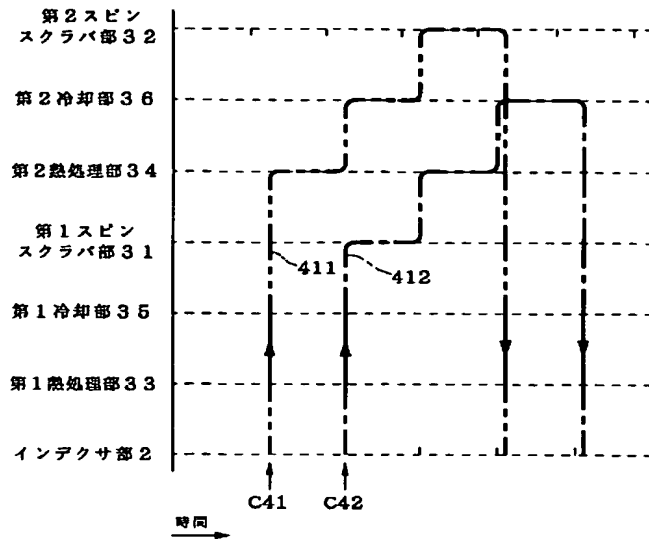 第2スピン
スクラバ部32
第2冷却部36
第2熱処理部34
第1スピン
スクラバ部31
第1冷却部35
第1熱処理部33
インデクサ部2
411
412
C41
C42
時間